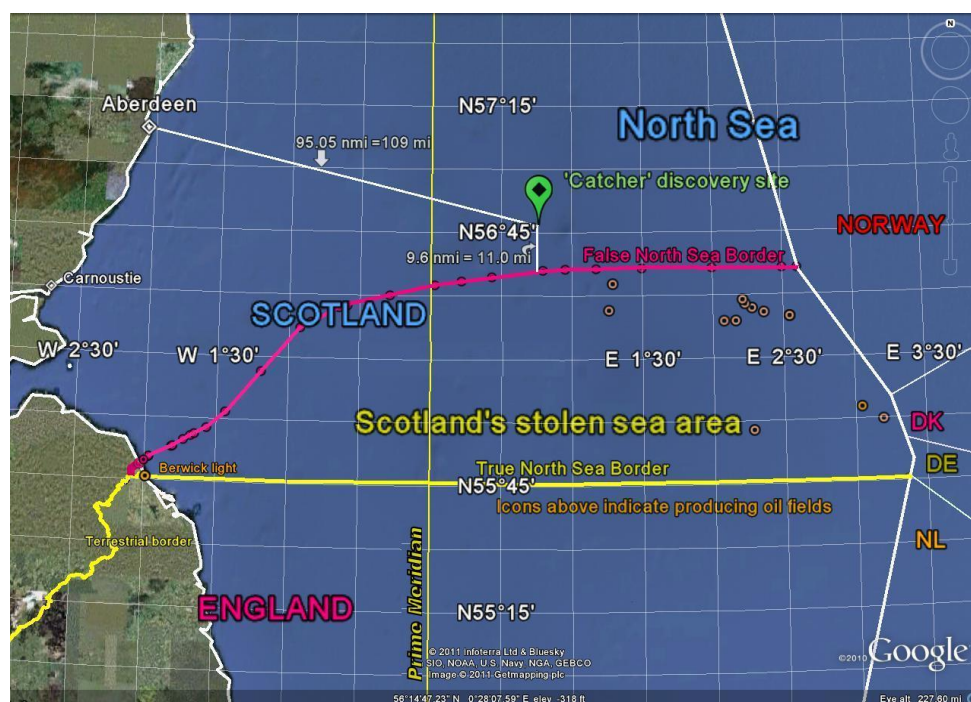 N
Aberdeen
N57°15'
North Sea
95.05 nmi =109 mi
'Catcher' discovery site
NORWAY
N56°45'
9.6 nmi = 11.0 mi
False North Sea Border
Carnoustie
SCOTLAND
W 2°30'
W 1°30'
E 1°30'
E 2°30'
E 3°30'
Scotland's stolen sea area
DK
Berwick light
True North Sea Border
DE
N55°45'
Icons above indicate producing oil fields
Terrestrial border
NL
Prime Meridian
ENGLAND
N55°15'
© 2011 Infoterra Ltd & Bluesky
SIO, NOAA, U.S. Navy, NGA, GEBCO
Image © 2011 Getmapping plc
©2010 Google
56°14'47.23" N 0°28'07.59" E elev -318 ft
Eye alt 227.60 mi